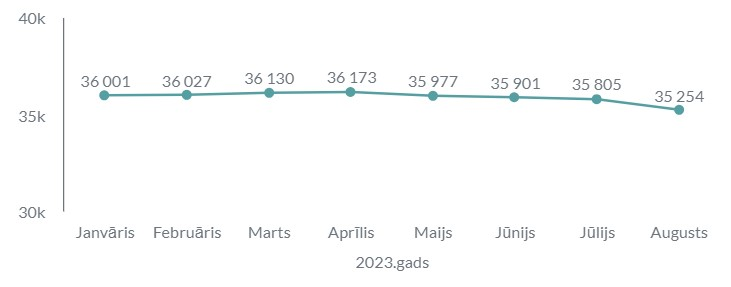 40k
36 001 36 027 36 130 36 173 35 977 35 901 35 805 35 254
35k
30k
Janvāris Februāris Marts Aprīlis Maijs Jūnijs Jūlijs Augusts
2023.gads